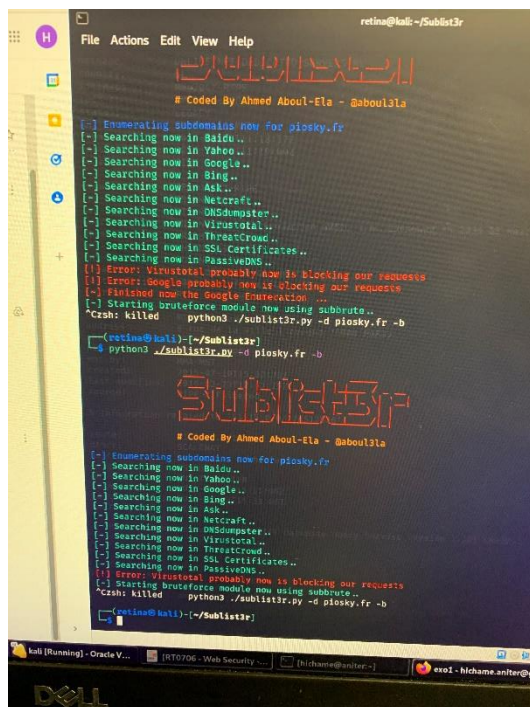 retina@kali: ~/Sublist3r
H
File Actions Edit View Help
Sublist3r
# Coded By Ahmed Aboul-Ela - @aboul3la
[-] Enumerating subdomains now for piosky.fr
[-] Searching now in Baidu..
[-] Searching now in Yahoo..
[-] Searching now in Google..
[-] Searching now in Bing..
[-] Searching now in Ask..
[-] Searching now in Netcraft..
[-] Searching now in DNSdumpster..
[-] Searching now in Virustotal..
[-] Searching now in ThreatCrowd..
[-] Searching now in SSL Certificates..
[-] Searching now in PassiveDNS..
[!] Error: Virustotal probably now is blocking our requests
[!] Error: Google probably now is blocking our requests
[~] Finished now the Google Enumeration ...
[-] Starting bruteforce module now using subbrute..
^Czsh: killed python3 ./sublist3r.py -d piosky.fr -b
(retina@kali)-[~/Sublist3r]
$ python3 ./sublist3r.py -d piosky.fr -b
Sublist3r
# Coded By Ahmed Aboul-Ela - @aboul3la
[-] Enumerating subdomains now for piosky.fr
[-] Searching now in Baidu..
[-] Searching now in Yahoo..
[-] Searching now in Google..
[-] Searching now in Bing..
[-] Searching now in Ask..
[-] Searching now in Netcraft..
[-] Searching now in DNSdumpster..
[-] Searching now in Virustotal..
[-] Searching now in ThreatCrowd..
[-] Searching now in SSL Certificates..
[-] Searching now in PassiveDNS..
[!] Error: Virustotal probably now is blocking our requests
[-] Starting bruteforce module now using subbrute..
^Czsh: killed python3 ./sublist3r.py -d piosky.fr -b
(retina@kali)-[~/Sublist3r]
$
kali [Running] - Oracle V... [RT0706 - Web Security -... [hichame@aniter:~] exo1 - hichame.aniter@
DELL